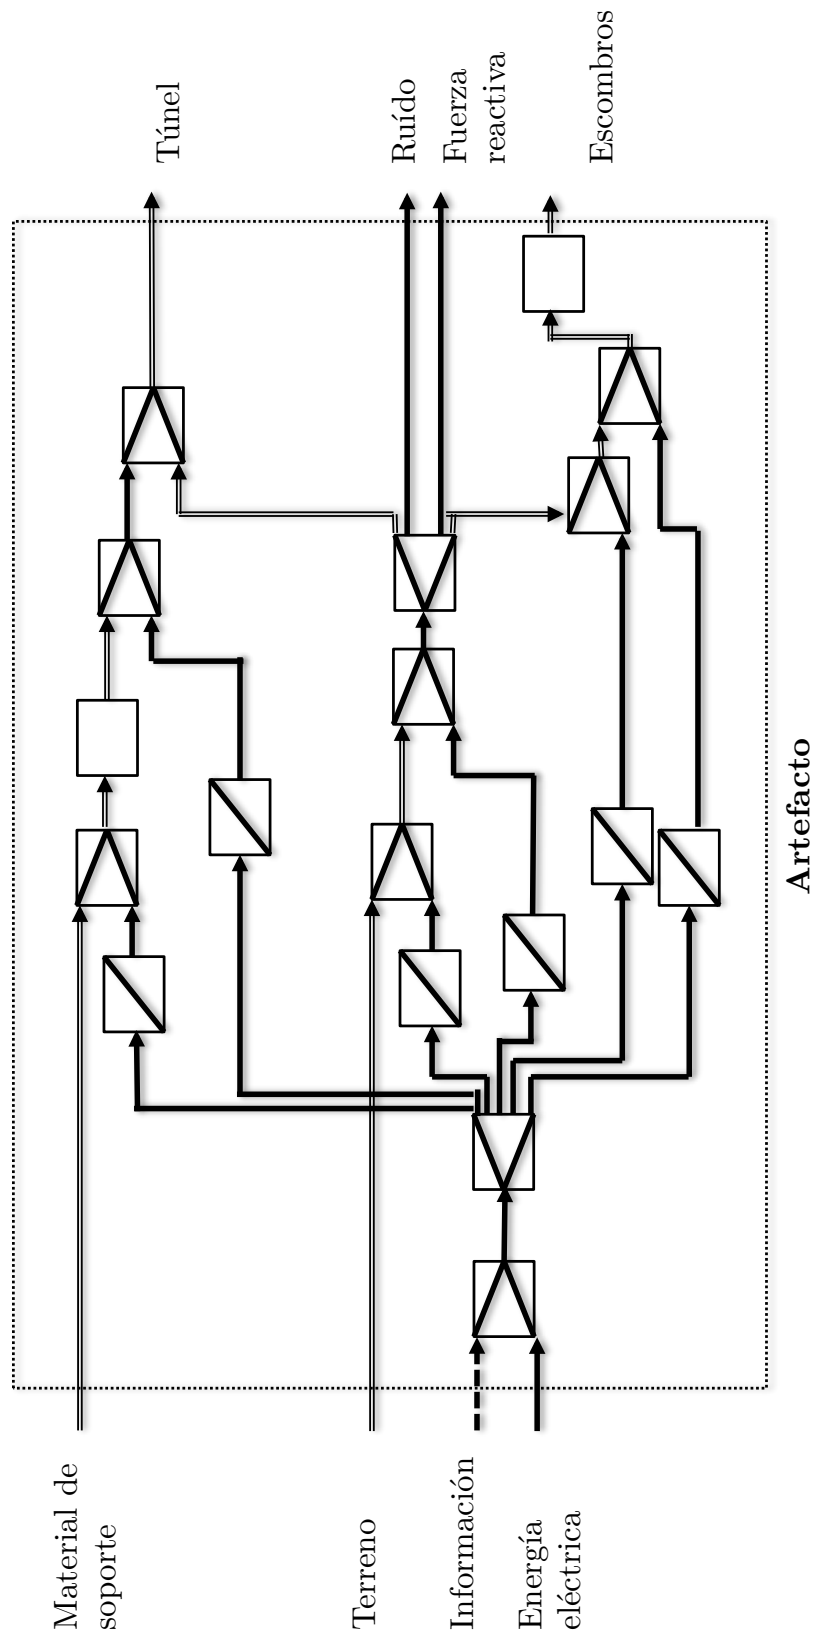 Material de
soporte
Terreno
Información
Energía
eléctrica
Túnel
Ruído
Fuerza
reactiva
Escombros
Artefacto